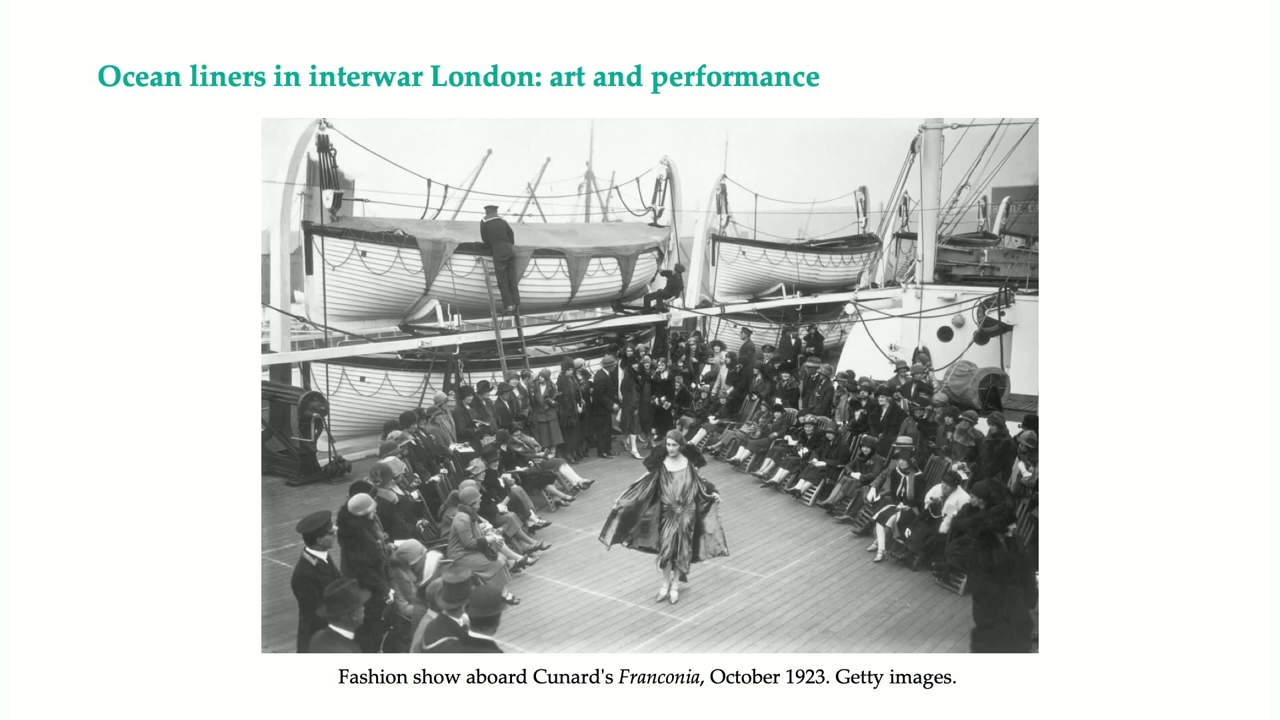 Ocean liners in interwar London: art and performance
Fashion show aboard Cunard's Franconia, October 1923. Getty images.